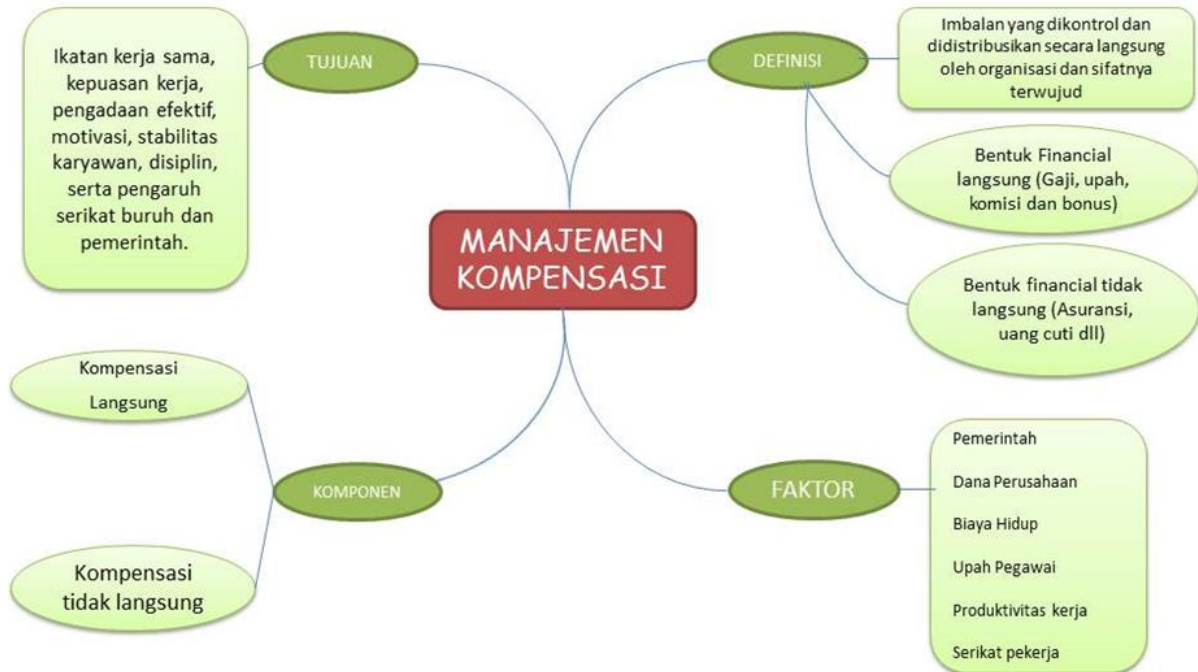 MANAJEMEN
KOMPENSASI
TUJUAN
Ikatan kerja sama,
kepuasan kerja,
pengadaan efektif,
motivasi, stabilitas
karyawan, disiplin,
serta pengaruh
serikat buruh dan
pemerintah.
DEFINISI
Imbalan yang dikontrol dan
didistribusikan secara langsung
oleh organisasi dan sifatnya
terwujud
Bentuk Financial
langsung (Gaji, upah,
komisi dan bonus)
Bentuk financial tidak
langsung (Asuransi,
uang cuti dll)
KOMPONEN
Kompensasi
Langsung
Kompensasi
tidak langsung
FAKTOR
Pemerintah
Dana Perusahaan
Biaya Hidup
Upah Pegawai
Produktivitas kerja
Serikat pekerja